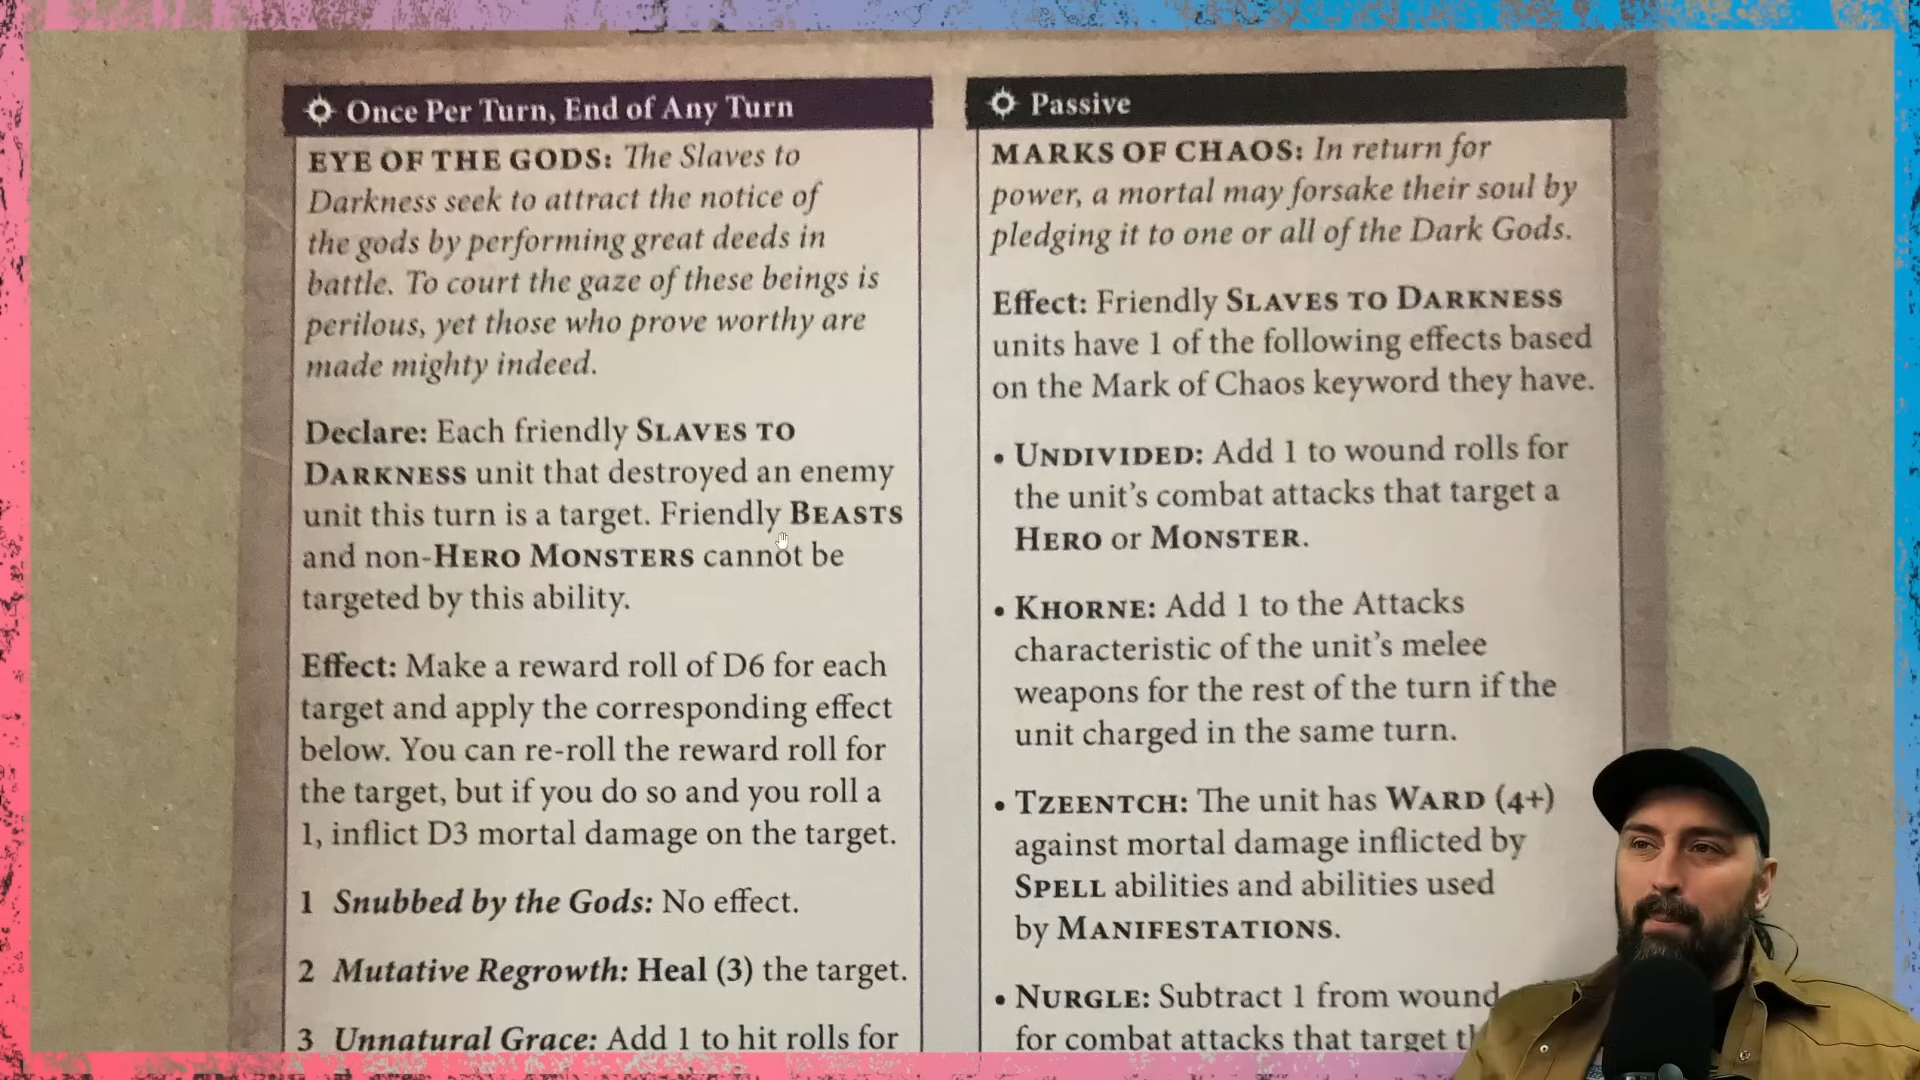 Once Per Turn, End of Any Turn
EYE OF THE GODS: The Slaves to
Darkness seek to attract the notice of
the gods by performing great deeds in
battle. To court the gaze of these beings is
perilous, yet those who prove worthy are
made mighty indeed.
Declare: Each friendly SLAVES TO
DARKNESS unit that destroyed an enemy
unit this turn is a target. Friendly BEASTS
and non-HERO MONSTERS cannot be
targeted by this ability.
Effect: Make a reward roll of D6 for each
target and apply the corresponding effect
below. You can re-roll the reward roll for
the target, but if you do so and you roll a
1, inflict D3 mortal damage on the target.
1 Snubbed by the Gods: No effect.
2 Mutative Regrowth: Heal (3) the target.
3 Unnatural Grace: Add 1 to hit rolls for
Passive
MARKS OF CHAOS: In return for
power, a mortal may forsake their soul by
pledging it to one or all of the Dark Gods.
Effect: Friendly SLAVES TO DARKNESS
units have 1 of the following effects based
on the Mark of Chaos keyword they have.
• UNDIVIDED: Add 1 to wound rolls for
the unit's combat attacks that target a
HERO or MONSTER.
• KHORNE: Add 1 to the Attacks
characteristic of the unit's melee
weapons for the rest of the turn if the
unit charged in the same turn.
• TZEENTCH: The unit has WARD (4+)
against mortal damage inflicted by
SPELL abilities and abilities used
by MANIFESTATIONS.
• NURGLE: Subtract 1 from wound
for combat attacks that target